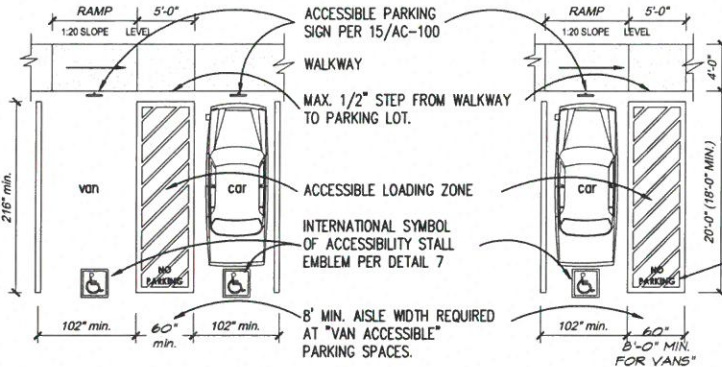 RAMP
5'-0"
1:20 SLOPE
LEVEL
ACCESSIBLE PARKING
SIGN PER 15/AC-100
WALKWAY
MAX. 1/2" STEP FROM WALKWAY
TO PARKING LOT.
RAMP
5'-0"
1:20 SLOPE
LEVEL
4'-0"
216" min.
van
car
ACCESSIBLE LOADING ZONE
car
20'-0" (18'-0" MIN.)
INTERNATIONAL SYMBOL
OF ACCESSIBILITY STALL
EMBLEM PER DETAIL 7
NO
PARKING
NO
PARKING
102" min.
60"
min.
102" min.
8' MIN. AISLE WIDTH REQUIRED
AT "VAN ACCESSIBLE"
PARKING SPACES.
102" min.
60"
8'-0" MIN.
FOR VANS"